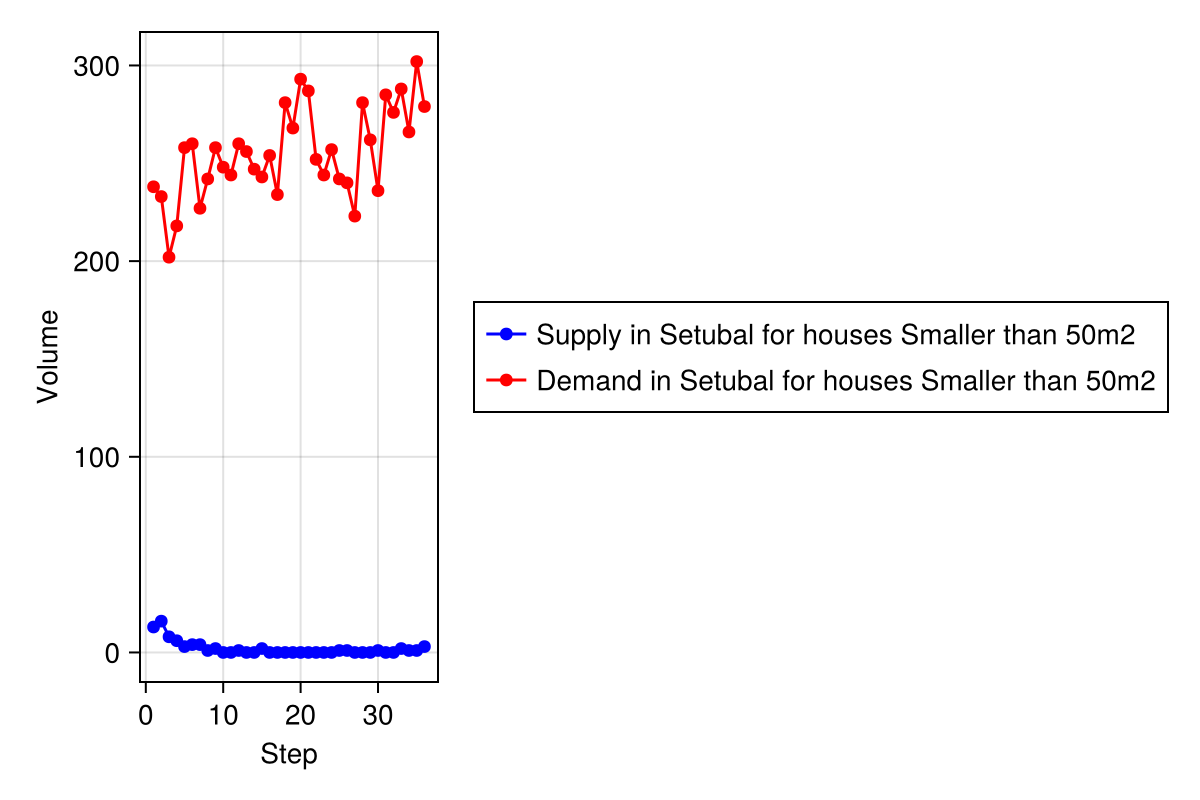 300
200
100
0
Volume
0 10 20 30
Step
Supply in Setubal for houses Smaller than 50m2
Demand in Setubal for houses Smaller than 50m2